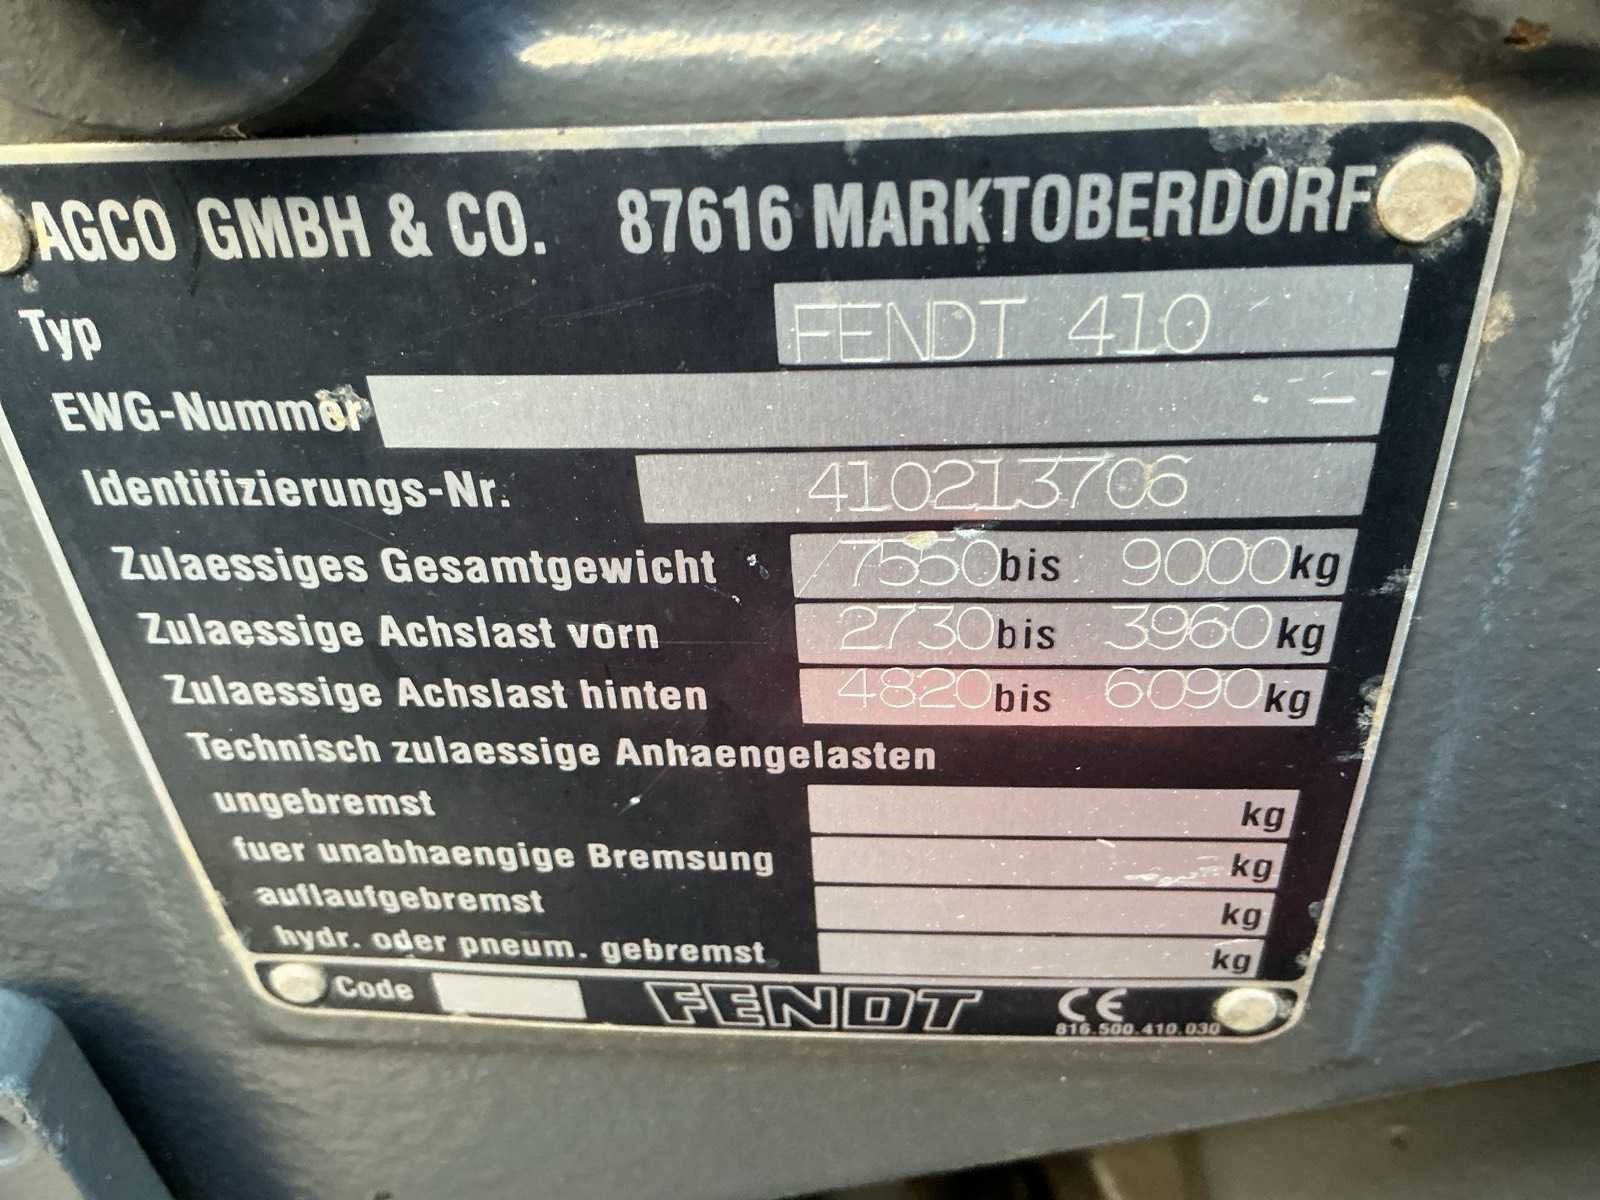 AGCO GMBH & CO. 87616 MARKTOBERDORF
Typ FENDT 410
EWG-Nummer
Identifizierungs-Nr. 410213706
Zulaessiges Gesamtgewicht 7550 bis 9000 kg
Zulaessige Achslast vorn 2730 bis 3960 kg
Zulaessige Achslast hinten 4820 bis 6090 kg
Technisch zulaessige Anhaengelasten
ungebremst kg
fuer unabhaengige Bremsung kg
auflaufgebremst kg
hydr. oder pneum. gebremst kg
Code FENDT CE
816.500.410.030